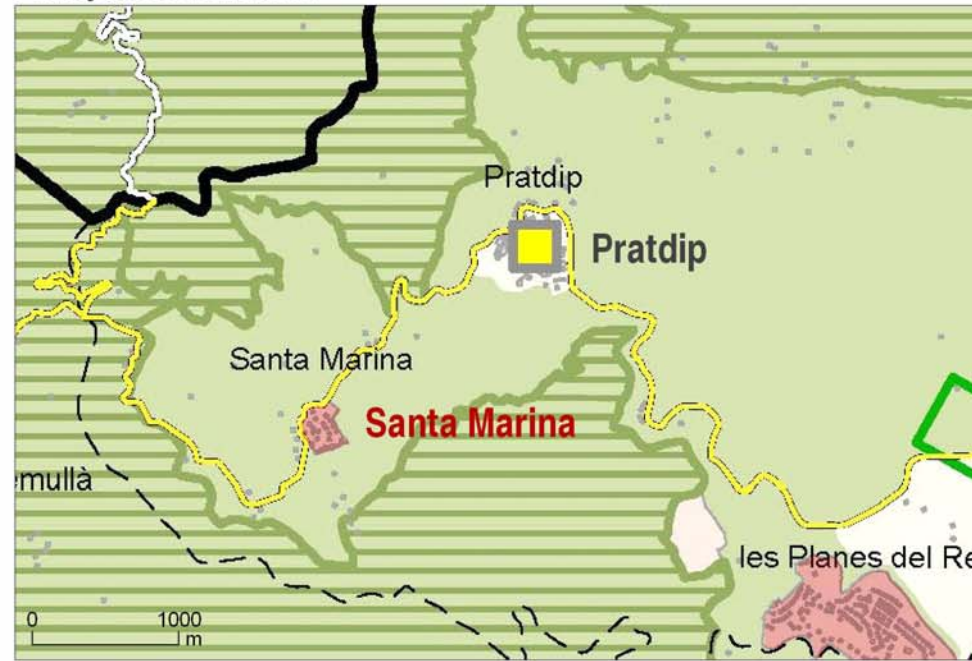 Pratdip
Pratdip
Santa Marina
Santa Marina
emullà
les Planes del Re
0 1000
m